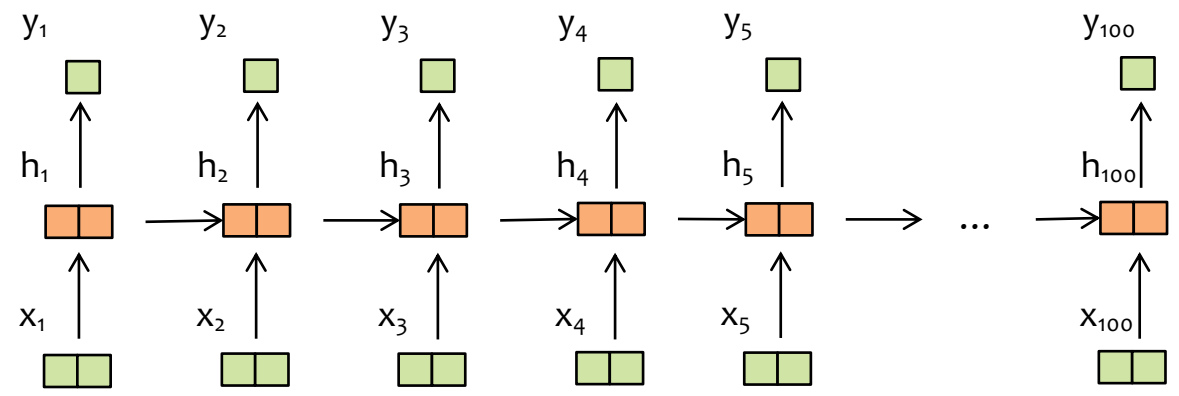 y₁ y₂ y₃ y₄ y₅ y₁₀₀
h₁ h₂ h₃ h₄ h₅ h₁₀₀
...
x₁ x₂ x₃ x₄ x₅ x₁₀₀